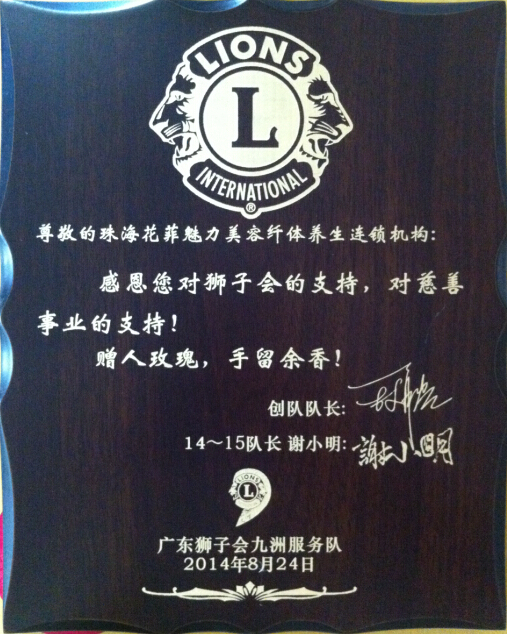 LIONS
L
INTERNATIONAL
®
尊敬的珠海花菲魅力美容纤体养生连锁机构:
感恩您对狮子会的支持，对慈善
事业的支持！
赠人玫瑰，手留余香！
创队队长:
14～15队长 谢小明: 謝小明
LIONS
L
广东狮子会九洲服务队
2014年8月24日